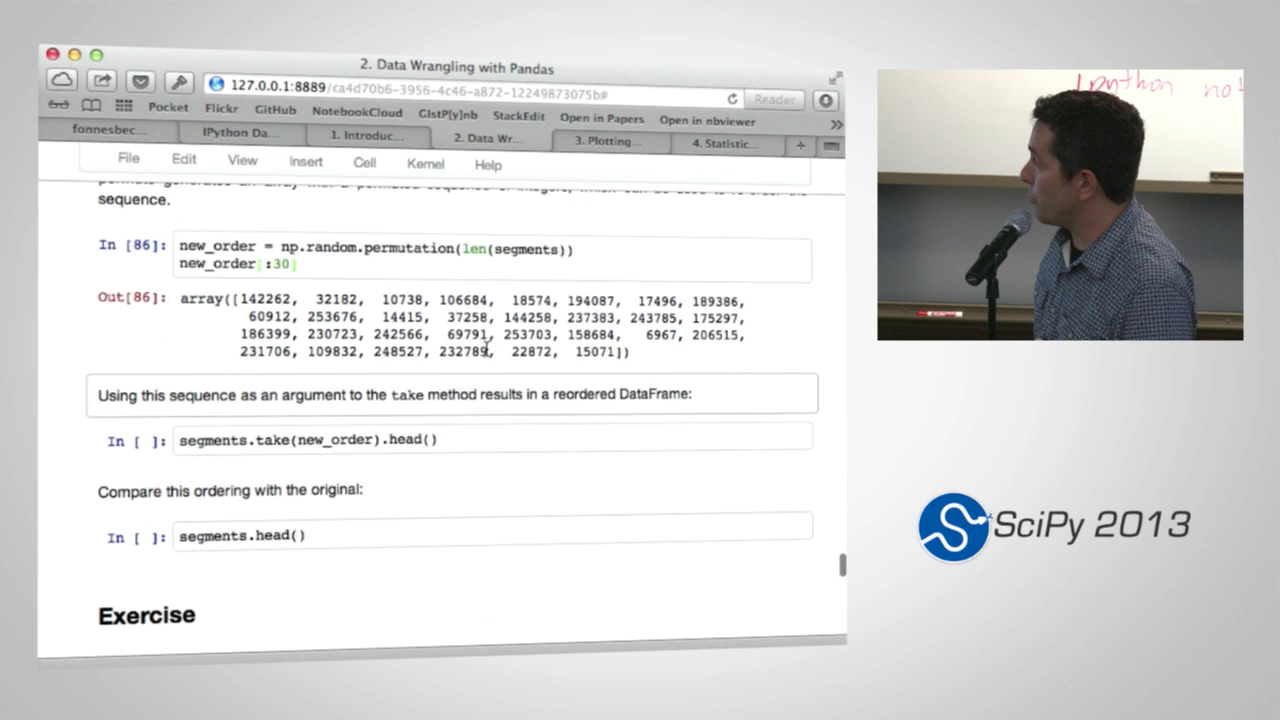 2. Data Wrangling with Pandas
127.0.0.1:8889/ca4d70b6-3956-4c46-a872-12249873075b#
Reader
Pocket Flickr GitHub NotebookCloud GIstP[y]nb StackEdit Open in Papers Open in nbviewer
fonnesbec... IPython Da... 1. Introduc... 2. Data Wr... 3. Plotting... 4. Statistic...
File Edit View Insert Cell Kernel Help
sequence.
In [86]: new_order = np.random.permutation(len(segments))
new_order[:30]
Out[86]: array([142262, 32182, 10738, 106684, 18574, 194087, 17496, 189386,
60912, 253676, 14415, 37258, 144258, 237383, 243785, 175297,
186399, 230723, 242566, 69791, 253703, 158684, 6967, 206515,
231706, 109832, 248527, 232789, 22872, 15071])
Using this sequence as an argument to the take method results in a reordered DataFrame:
In [ ]: segments.take(new_order).head()
Compare this ordering with the original:
In [ ]: segments.head()
Exercise
ipython not
SciPy 2013